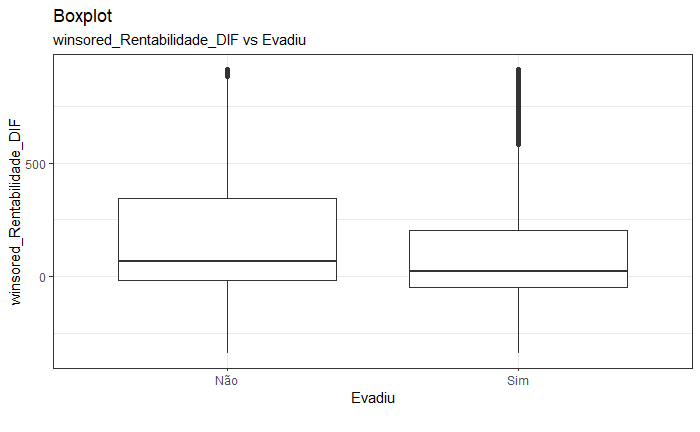 Boxplot
winsored_Rentabilidade_DIF vs Evadiu
winsored_Rentabilidade_DIF
500
0
Não
Sim
Evadiu